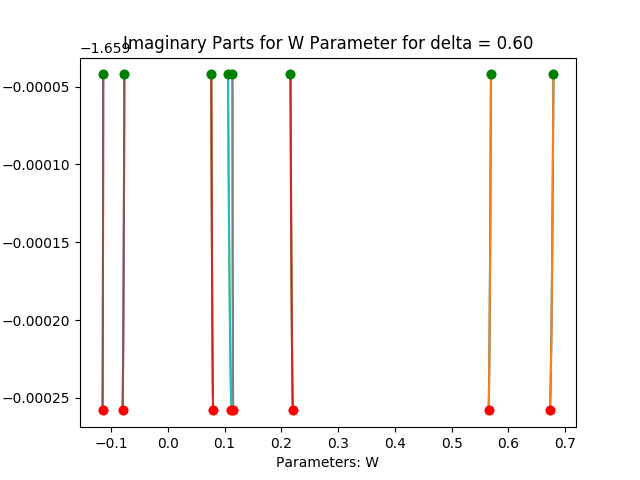 −1.659
Imaginary Parts for W Parameter for delta = 0.60
−0.00005
−0.00010
−0.00015
−0.00020
−0.00025
−0.1 0.0 0.1 0.2 0.3 0.4 0.5 0.6 0.7
Parameters: W